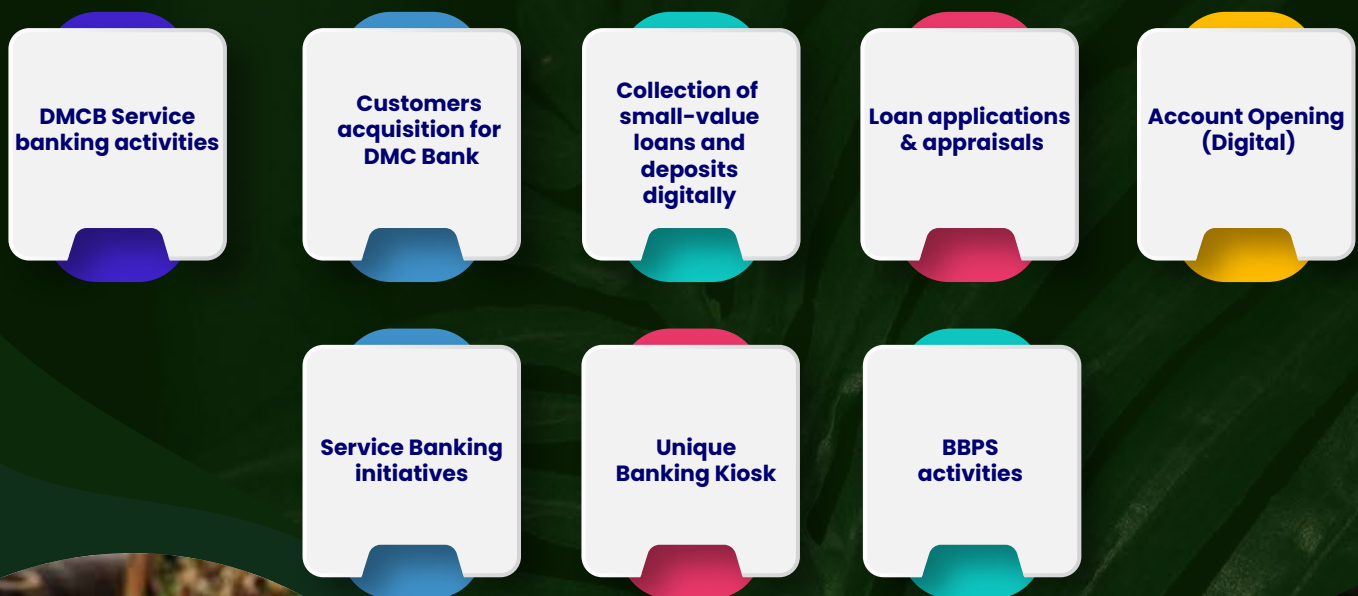 DMCB Service
banking activities
Customers
acquisition for
DMC Bank
Collection of
small-value
loans and
deposits
digitally
Loan applications
& appraisals
Account Opening
(Digital)
Service Banking
initiatives
Unique
Banking Kiosk
BBPS
activities